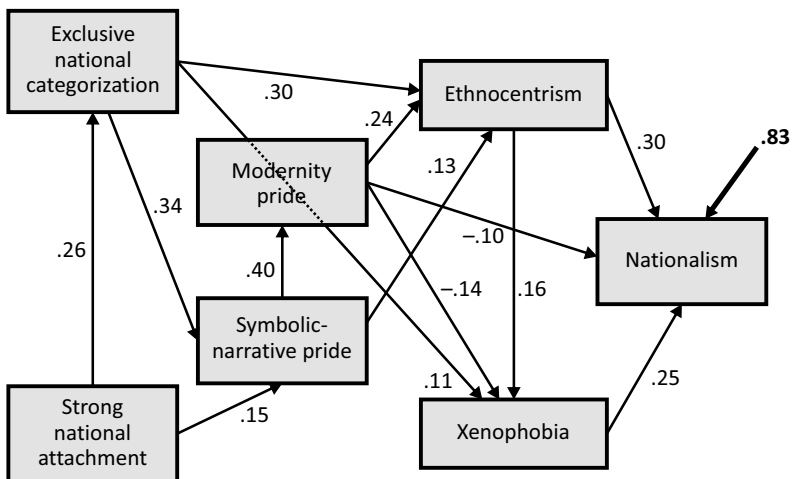 Exclusive
national
categorization
.30
Ethnocentrism
.24
.83
Modernity
pride
.13
.30
.34
–.10
Nationalism
.26
.40
–.14
.16
Symbolic-
narrative pride
.11
.25
Strong
national
attachment
.15
Xenophobia